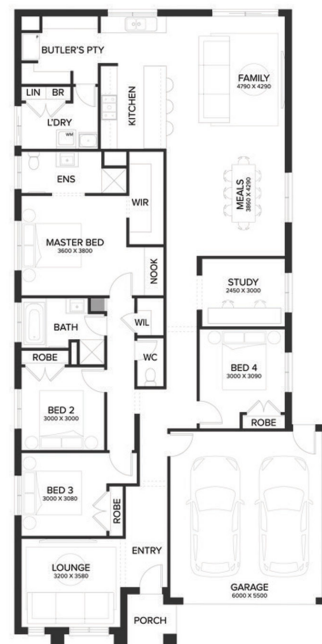 BUTLER'S PTY
FAMILY
4790 X 4290
KITCHEN
LIN
BR
L'DRY
WM
ENS
WIR
MEALS
3860 X 4290
MASTER BED
3600 X 3800
NOOK
STUDY
2450 X 3000
BATH
WIL
WC
ROBE
BED 4
3000 X 3090
ROBE
BED 2
3000 X 3000
BED 3
3000 X 3080
ROBE
ENTRY
LOUNGE
3200 X 3580
GARAGE
6000 X 5500
PORCH